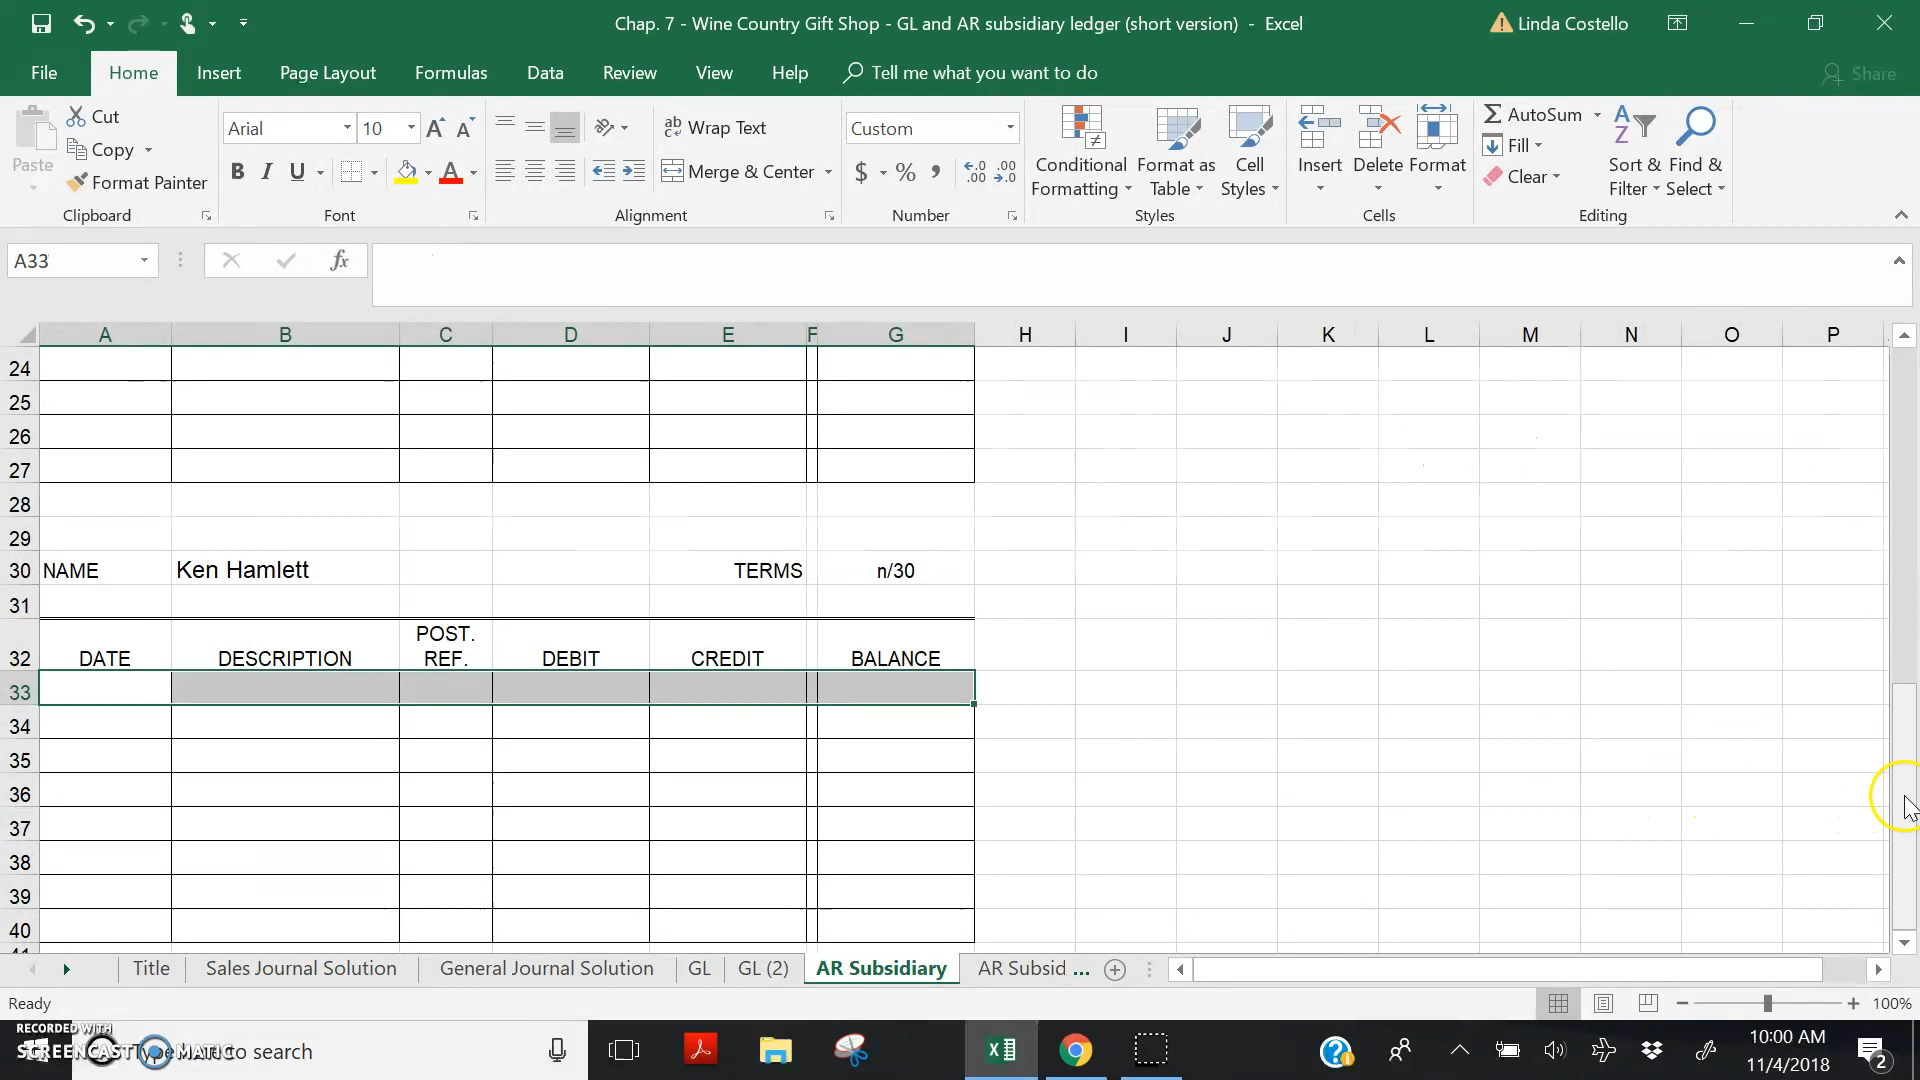 Chap. 7 - Wine Country Gift Shop - GL and AR subsidiary ledger (short version) - Excel
Linda Costello
File Home Insert Page Layout Formulas Data Review View Help Tell me what you want to do Share
Paste
Cut
Copy
Format Painter
Clipboard
Arial 10
B I U A
Font
Wrap Text
Merge & Center
Alignment
Custom
$ % ,
Number
Conditional Formatting
Format as Table
Cell Styles
Styles
Insert Delete Format
Cells
AutoSum
Fill
Clear
Sort & Filter
Find & Select
Editing
A33 fx
A B C D E F G H I J K L M N O P
24
25
26
27
28
29
30 NAME Ken Hamlett TERMS n/30
31
32 DATE DESCRIPTION POST. REF. DEBIT CREDIT BALANCE
33
34
35
36
37
38
39
40
Title Sales Journal Solution General Journal Solution GL GL (2) AR Subsidiary AR Subsid ...
Ready 100%
RECORDED WITH
SCREENCAST MATIC
Type here to search
10:00 AM
11/4/2018
2